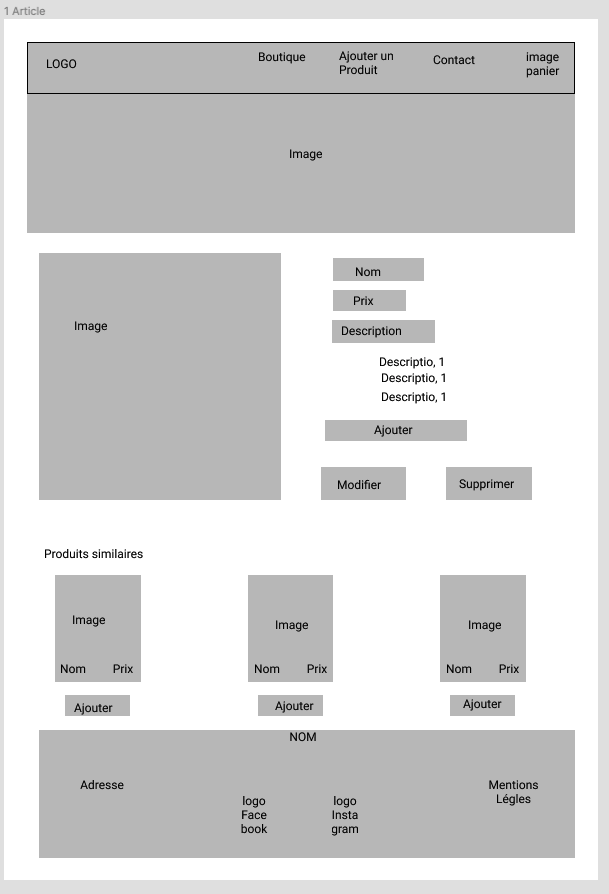 1 Article
LOGO
Boutique
Ajouter un
Produit
Contact
image
panier
Image
Image
Nom
Prix
Description
Descriptio, 1
Descriptio, 1
Descriptio, 1
Ajouter
Modifier
Supprimer
Produits similaires
Image
Nom
Prix
Ajouter
Image
Nom
Prix
Ajouter
Image
Nom
Prix
Ajouter
NOM
Adresse
logo
Face
book
logo
Insta
gram
Mentions
Légles